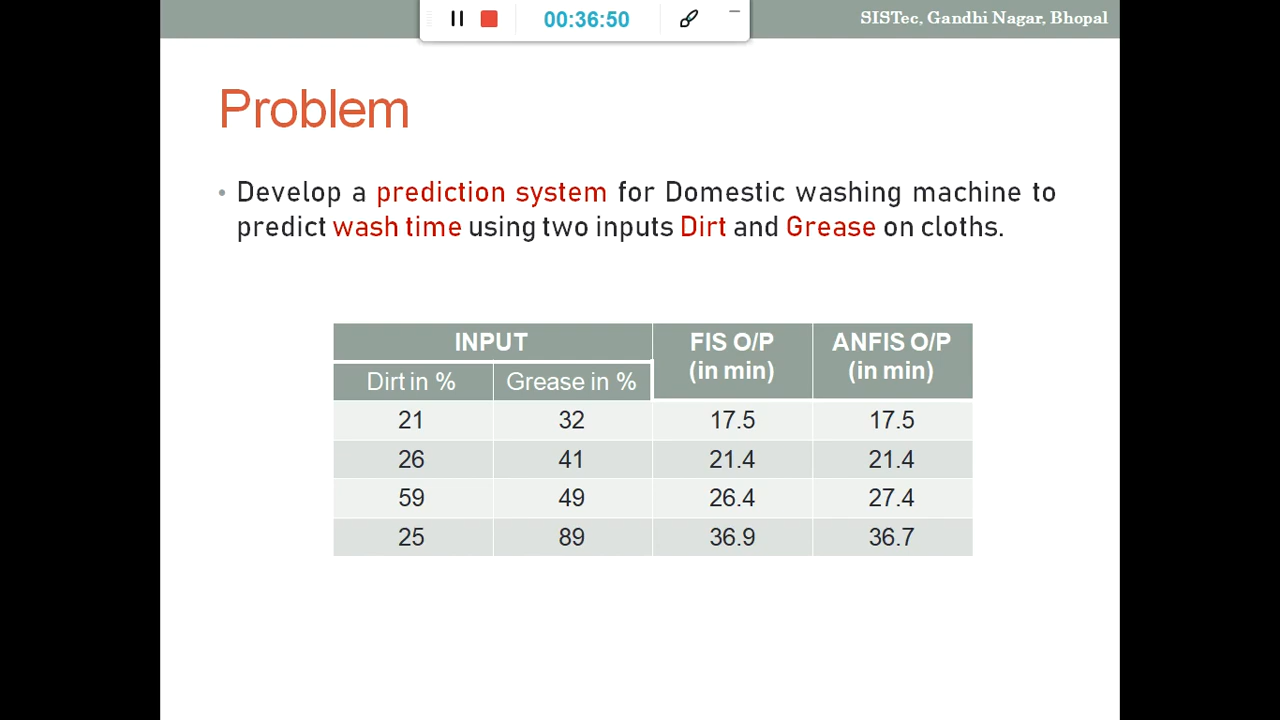 00:36:50
SISTec, Gandhi Nagar, Bhopal
Problem
• Develop a prediction system for Domestic washing machine to
predict wash time using two inputs Dirt and Grease on cloths.
INPUT FIS O/P ANFIS O/P
Dirt in % Grease in % (in min) (in min)
21 32 17.5 17.5
26 41 21.4 21.4
59 49 26.4 27.4
25 89 36.9 36.7